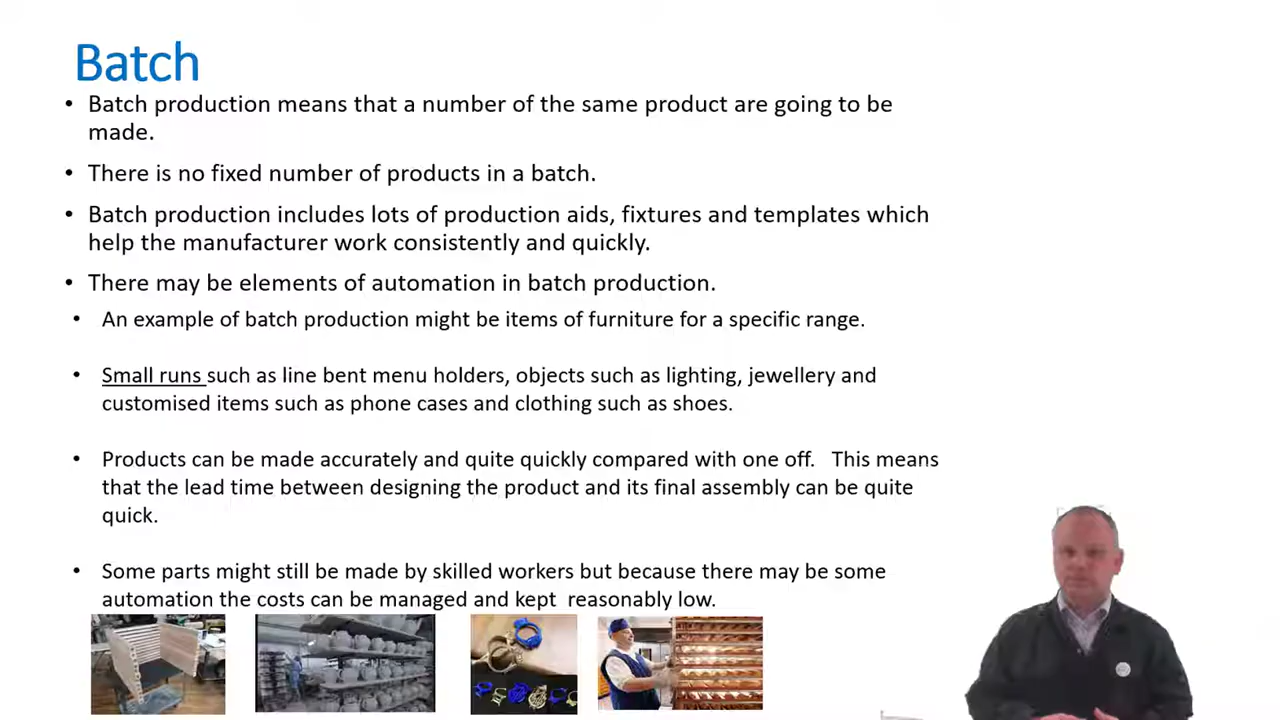 Batch
• Batch production means that a number of the same product are going to be
made.
• There is no fixed number of products in a batch.
• Batch production includes lots of production aids, fixtures and templates which
help the manufacturer work consistently and quickly.
• There may be elements of automation in batch production.
• An example of batch production might be items of furniture for a specific range.
• Small runs such as line bent menu holders, objects such as lighting, jewellery and
customised items such as phone cases and clothing such as shoes.
• Products can be made accurately and quite quickly compared with one off. This means
that the lead time between designing the product and its final assembly can be quite
quick.
• Some parts might still be made by skilled workers but because there may be some
automation the costs can be managed and kept reasonably low.